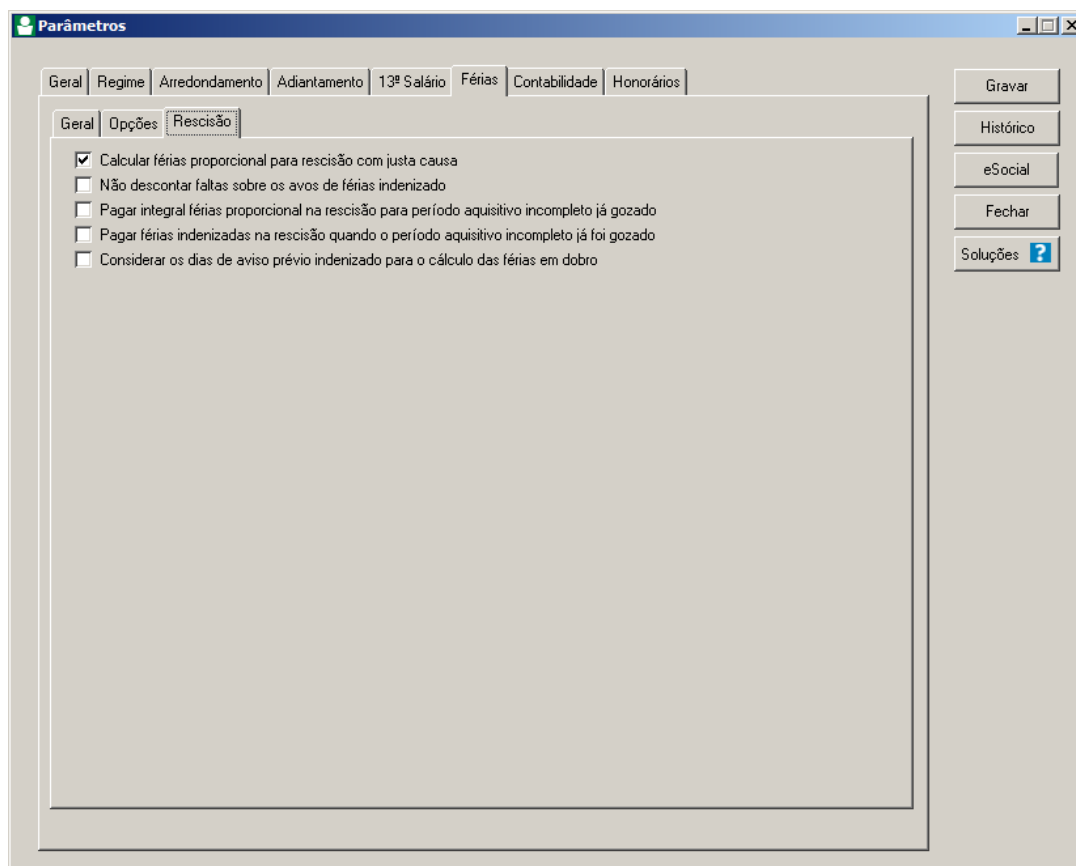 Parâmetros
Geral Regime Arredondamento Adiantamento 13º Salário Férias Contabilidade Honorários
Geral Opções Rescisão
Calcular férias proporcional para rescisão com justa causa
Não descontar faltas sobre os avos de férias indenizado
Pagar integral férias proporcional na rescisão para período aquisitivo incompleto já gozado
Pagar férias indenizadas na rescisão quando o período aquisitivo incompleto já foi gozado
Considerar os dias de aviso prévio indenizado para o cálculo das férias em dobro
Gravar
Histórico
eSocial
Fechar
Soluções ?